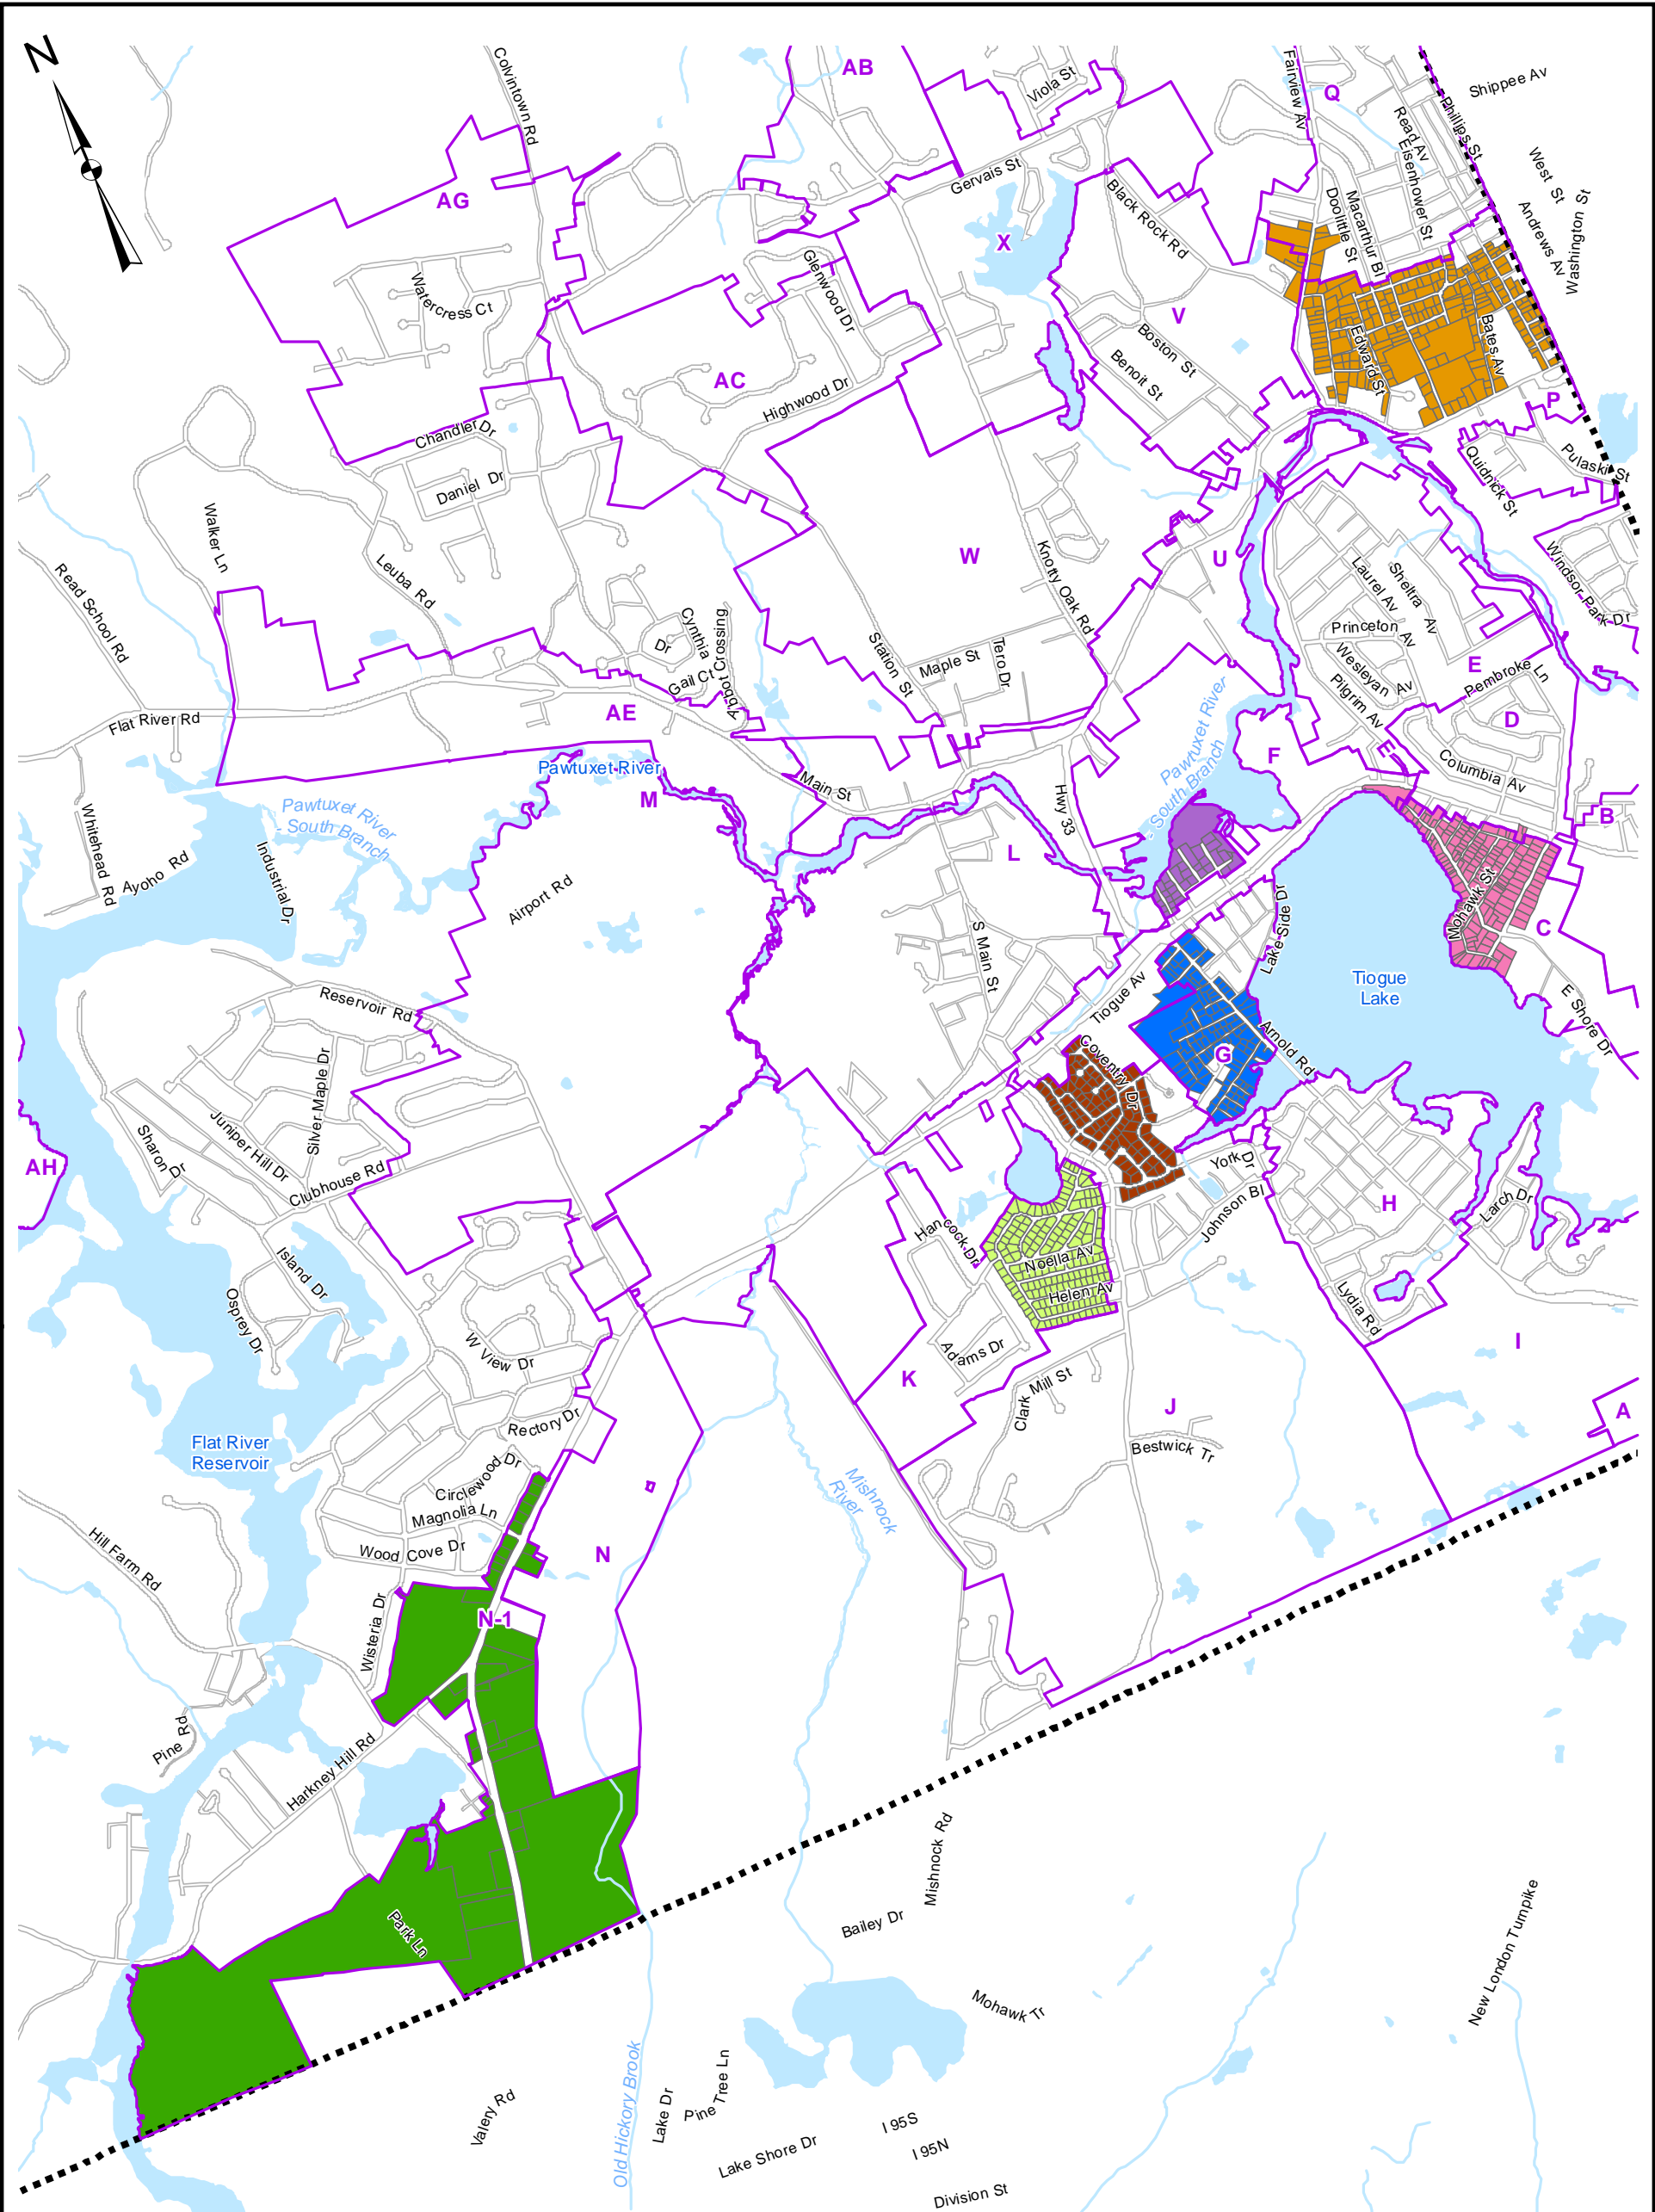 N
Colvintown Rd
AB
Viola St
Fairview Av
Q
Shippee Av
Phillips St
Read Av
Eisenhower St
West St
Macarthur Bl
Doolittle St
Andrews Av
Washington St
AG
Gervais St
Black Rock Rd
X
Glenwood Dr
Watercress Ct
V
Boston St
Benoit St
Edward St
Bates Av
AC
Highwood Dr
P
Chandler Dr
Daniel Dr
Quidnick St
Pulaski St
Walker Ln
W
Knotty Oak Rd
U
Laurel Av
Sheltra Av
Windsor Park Dr
Read School Rd
Leuba Rd
Cynthia Dr
Abbot Crossing
Gail Ct
Station St
Maple St
Tero Dr
Princeton Av
Wesleyan Av
Pilgrim Av
E
Pembroke Ln
D
Flat River Rd
AE
E
F
Columbia Av
Pawtuxet River
- South Branch
Pawtuxet River
M
Main St
Hwy 33
B
Pawtuxet River
- South Branch
Whitehead Rd
Ayoho Rd
Industrial Dr
Airport Rd
L
Lake Side Dr
Mohawk St
C
S Main St
Tiogue Av
Tiogue
Lake
E Shore Dr
Reservoir Rd
G
Arnold Rd
Coventry Dr
Silver Maple Dr
Juniper Hill Dr
Sharon Dr
Clubhouse Rd
AH
York Dr
Johnson Bl
H
Larch Dr
Hancock Dr
Noella Av
Helen Av
Island Dr
Osprey Dr
Lydia Rd
I
W View Dr
Adams Dr
K
Clark Mill St
J
A
Rectory Dr
Bestwick Tr
Flat River
Reservoir
Circlewood Dr
Magnolia Ln
Mishnock
River
Wood Cove Dr
N
Hill Farm Rd
Wisteria Dr
N-1
Pine Rd
Harkney Hill Rd
Mishnock Rd
Park Ln
Bailey Dr
New London Turnpike
Mohawk Tr
Old Hickory Brook
Valery Rd
Lake Dr
Pine Tree Ln
Lake Shore Dr
I 95S
I 95N
Division St